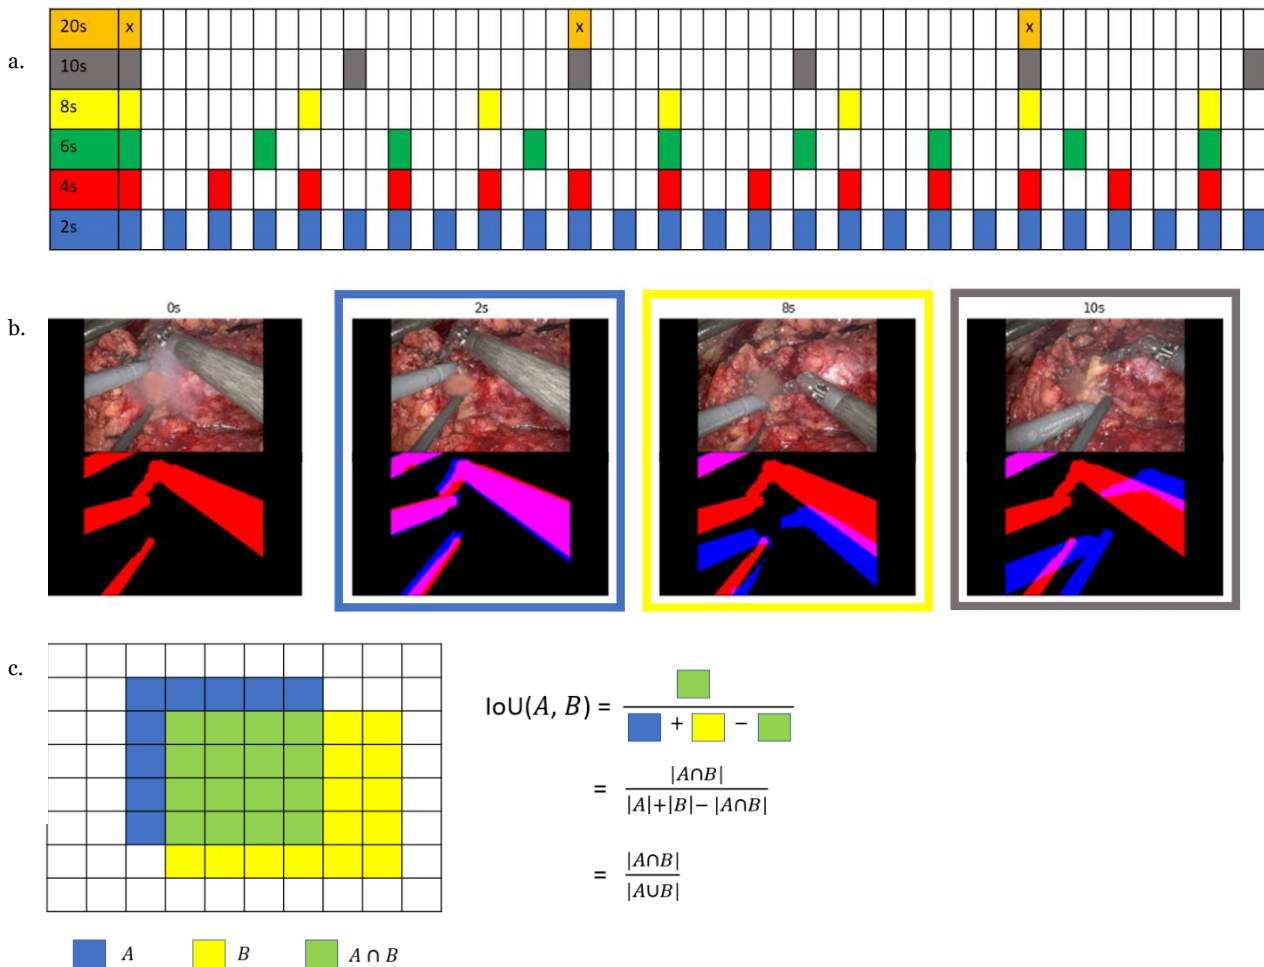 a.
20s x x x
10s
8s
6s
4s
2s
b.
0s
2s
8s
10s
c.
IoU(A, B) =
+ −
= |A∩B|
|A|+|B|− |A∩B|
= |A∩B|
|A∪B|
A B A ∩ B